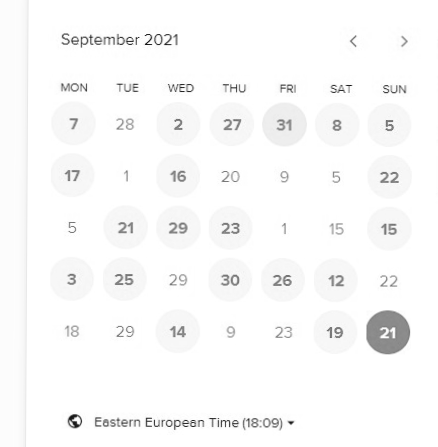 September 2021
MON TUE WED THU FRI SAT SUN
7 28 2 27 31 8 5
17 1 16 20 9 5 22
5 21 29 23 1 15 15
3 25 29 30 26 12 22
18 29 14 9 23 19 21
Eastern European Time (18:09)